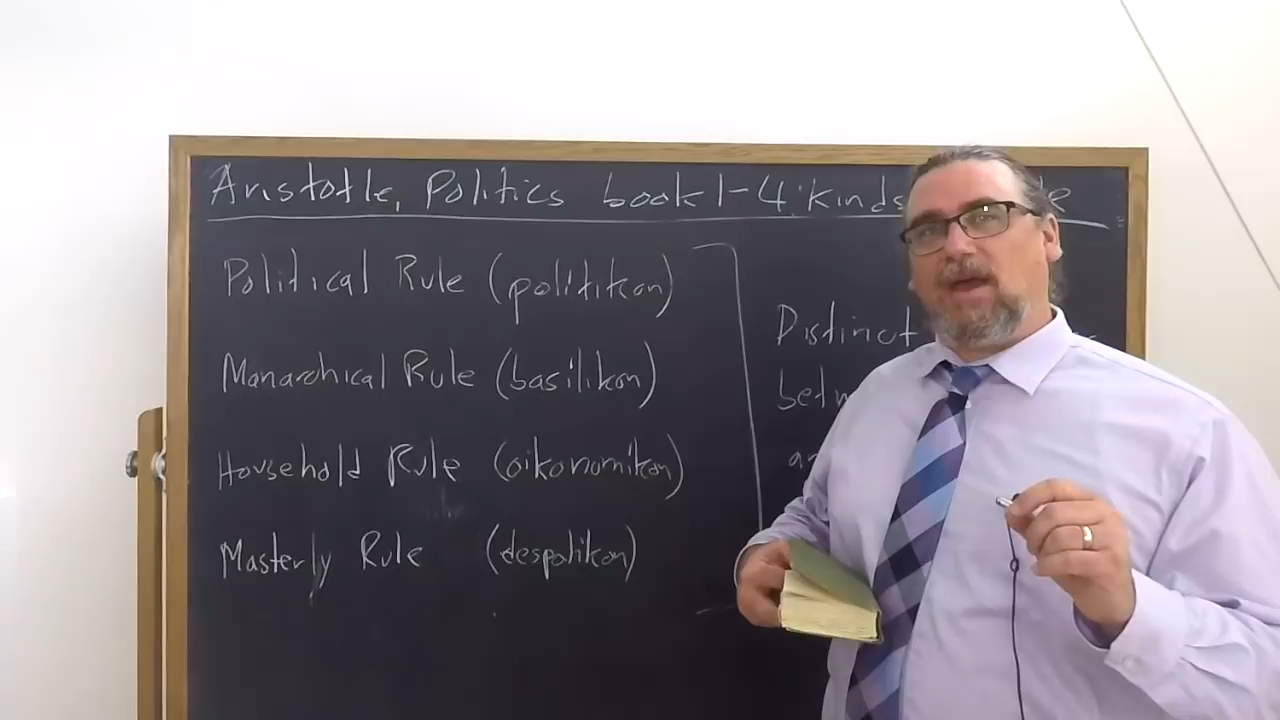 Aristotle, Politics book 1-4: kinds
Political Rule (politikon)
Monarchical Rule (basilikon)
Household Rule (oikonomikon)
Masterly Rule (despotikon)
Distinct